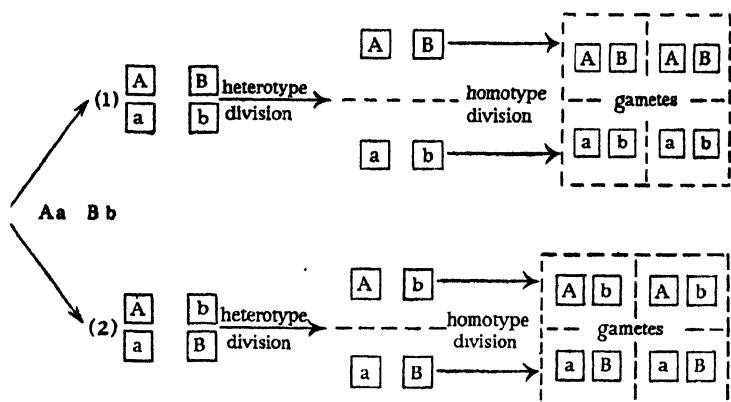 A B A B A B
(1) A B heterotype gametes
a b division homotype division
a b a b a b
Aa Bb
A b A b A b
(2) A b heterotype homotype gametes
a B division division
a B a B a B